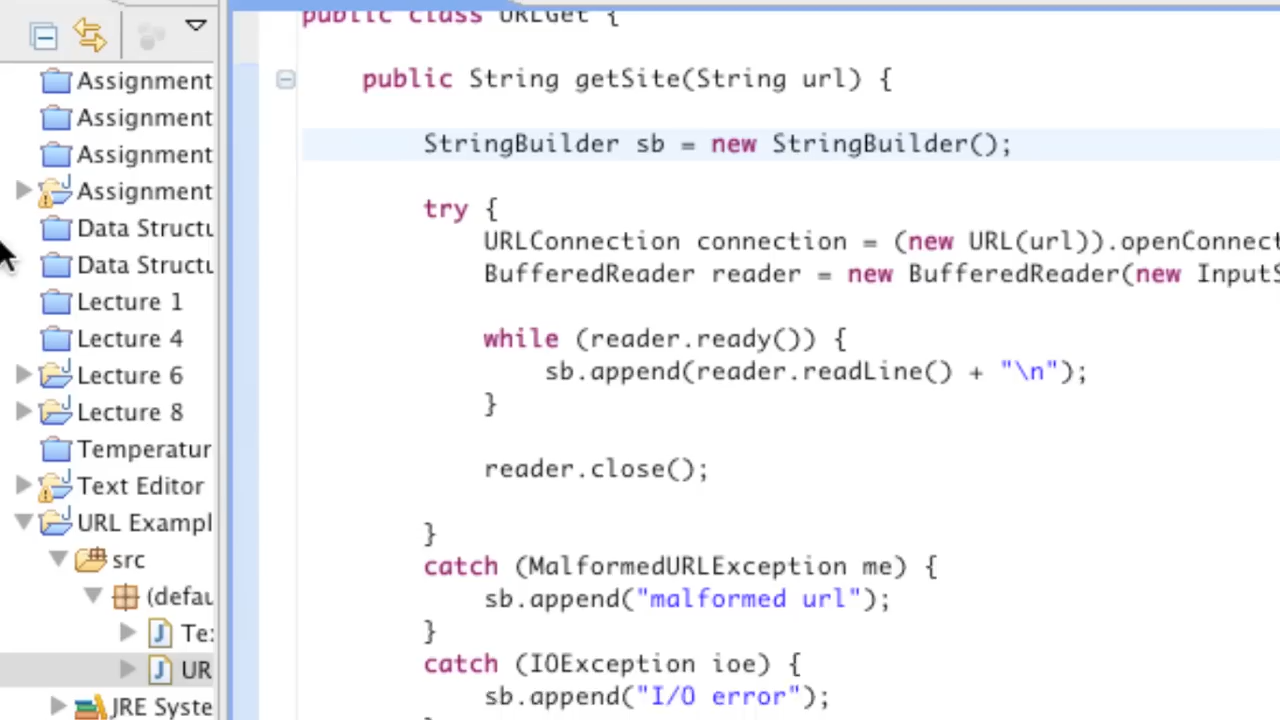 Assignment
Assignment
Assignment
Assignment
Data Structu
Data Structu
Lecture 1
Lecture 4
Lecture 6
Lecture 8
Temperatur
Text Editor
URL Exampl
src
(defau
Te
UR
JRE Syste
public class URLGet {
public String getSite(String url) {
StringBuilder sb = new StringBuilder();
try {
URLConnection connection = (new URL(url)).openConnect
BufferedReader reader = new BufferedReader(new InputS
while (reader.ready()) {
sb.append(reader.readLine() + "\n");
}
reader.close();
}
catch (MalformedURLException me) {
sb.append("malformed url");
}
catch (IOException ioe) {
sb.append("I/O error");